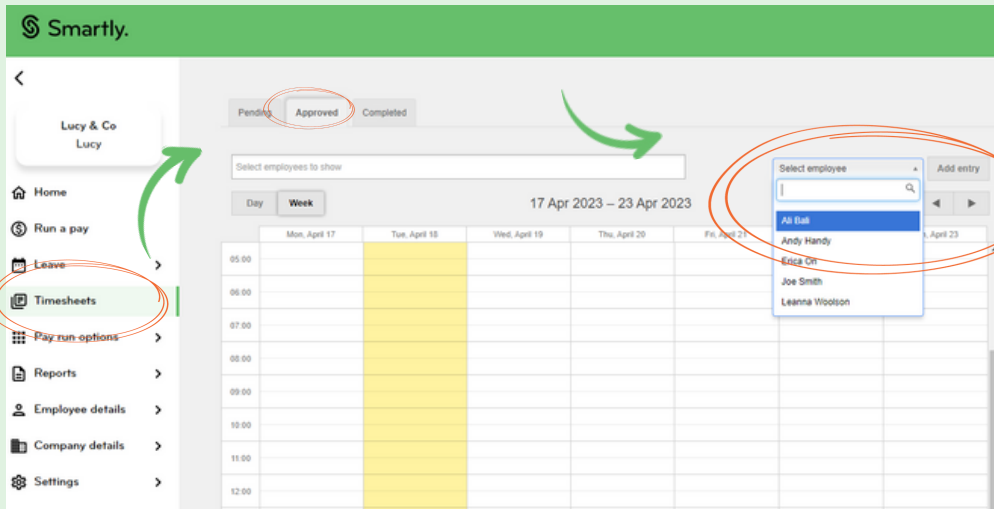 Smartly.
Lucy & Co
Lucy
Home
Run a pay
Leave
Timesheets
Pay run options
Reports
Employee details
Company details
Settings
Pending Approved Completed
Select employees to show
Select employee
Add entry
Day Week
17 Apr 2023 – 23 Apr 2023
Mon, April 17 Tue, April 18 Wed, April 19 Thu, April 20 Fri, April 21 April 23
Ali Bali
Andy Handy
Erica On
Joe Smith
Leanna Woolson
05:00
06:00
07:00
08:00
09:00
10:00
11:00
12:00